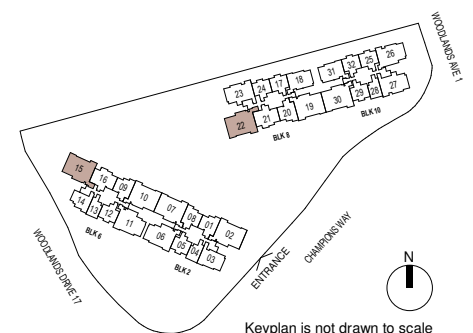 WOODLANDS AVE 1
23 24 17 18 31 32 25 26
22 21 20 19 30 29 28 27
BLK 8
BLK 10
15 16 09 10 07 08 01 02
14 13 12 11 06 05 04 03
BLK 6
BLK 2
WOODLANDS DRIVE 17
ENTRANCE
CHAMPIONS WAY
N
Keyplan is not drawn to scale